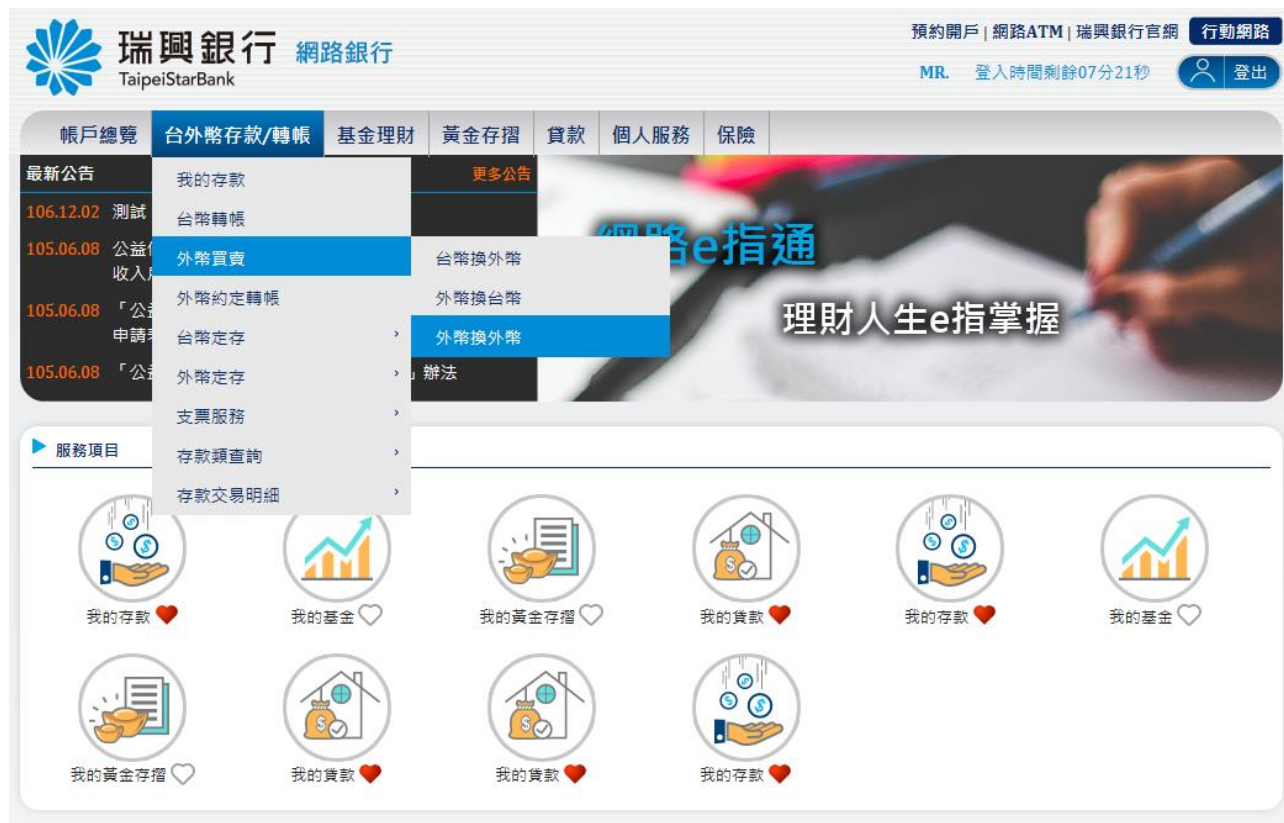 瑞興銀行 網路銀行
TaipeiStarBank
預約開戶 | 網路ATM | 瑞興銀行官網 行動網路
MR. 登入時間剩餘07分21秒 登出
帳戶總覽 台外幣存款/轉帳 基金理財 黃金存摺 貸款 個人服務 保險
最新公告 更多公告
106.12.02 測試
105.06.08 公益
收入
105.06.08 「公益
申請
105.06.08 「公益 」辦法
我的存款
台幣轉帳
外幣買賣
外幣約定轉帳
台幣定存 ›
外幣定存 ›
支票服務 ›
存款類查詢 ›
存款交易明細 ›
台幣換外幣
外幣換台幣
外幣換外幣
網路e指通
理財人生e指掌握
服務項目
我的存款 我的基金 我的黃金存摺 我的貸款 我的存款 我的基金
我的黃金存摺 我的貸款 我的貸款 我的存款